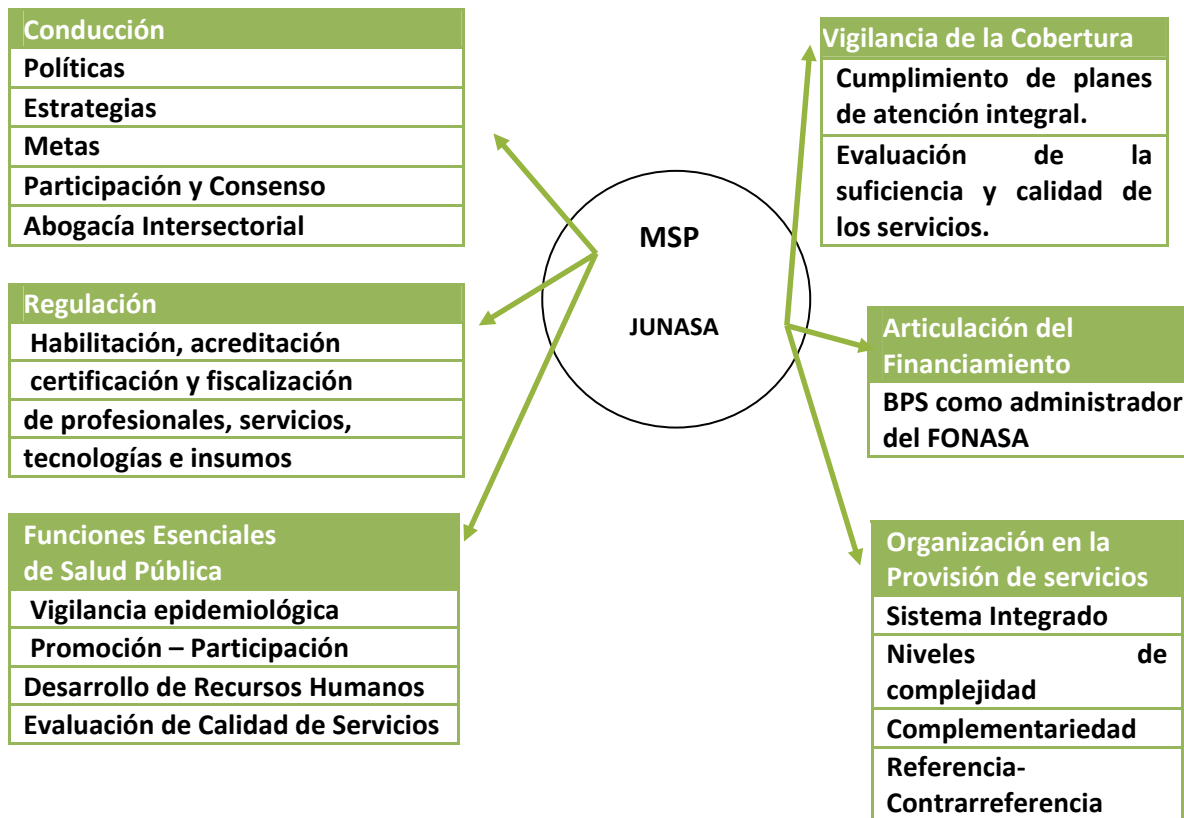 Conducción
Políticas
Estrategias
Metas
Participación y Consenso
Abogacía Intersectorial
Regulación
Habilitación, acreditación
certificación y fiscalización
de profesionales, servicios,
tecnologías e insumos
Funciones Esenciales
de Salud Pública
Vigilancia epidemiológica
Promoción – Participación
Desarrollo de Recursos Humanos
Evaluación de Calidad de Servicios
MSP
JUNASA
Vigilancia de la Cobertura
Cumplimiento de planes
de atención integral.
Evaluación de la
suficiencia y calidad de
los servicios.
Articulación del
Financiamiento
BPS como administrador
del FONASA
Organización en la
Provisión de servicios
Sistema Integrado
Niveles de
complejidad
Complementariedad
Referencia-
Contrarreferencia